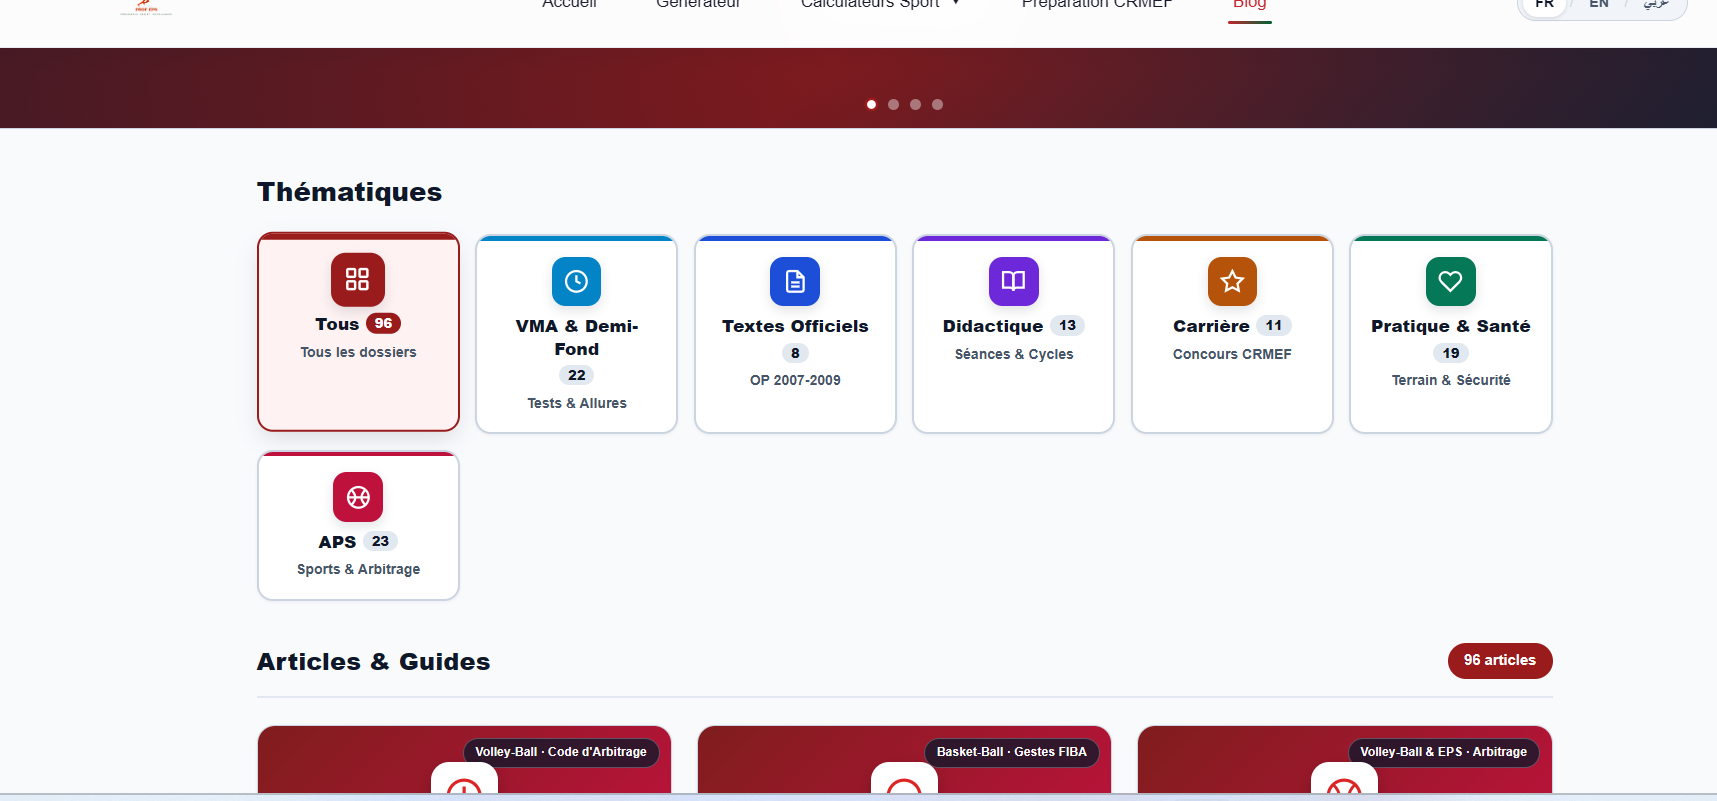 Accueil
Générateur
Calculateurs Sport ▼
Préparation CRMEF
Blog
FR / EN / عربي
Thématiques
Tous 96
Tous les dossiers
VMA & Demi-
Fond
22
Tests & Allures
Textes Officiels
8
OP 2007-2009
Didactique 13
Séances & Cycles
Carrière 11
Concours CRMEF
Pratique & Santé
19
Terrain & Sécurité
APS 23
Sports & Arbitrage
Articles & Guides
96 articles
Volley-Ball · Code d'Arbitrage
Basket-Ball · Gestes FIBA
Volley-Ball & EPS · Arbitrage